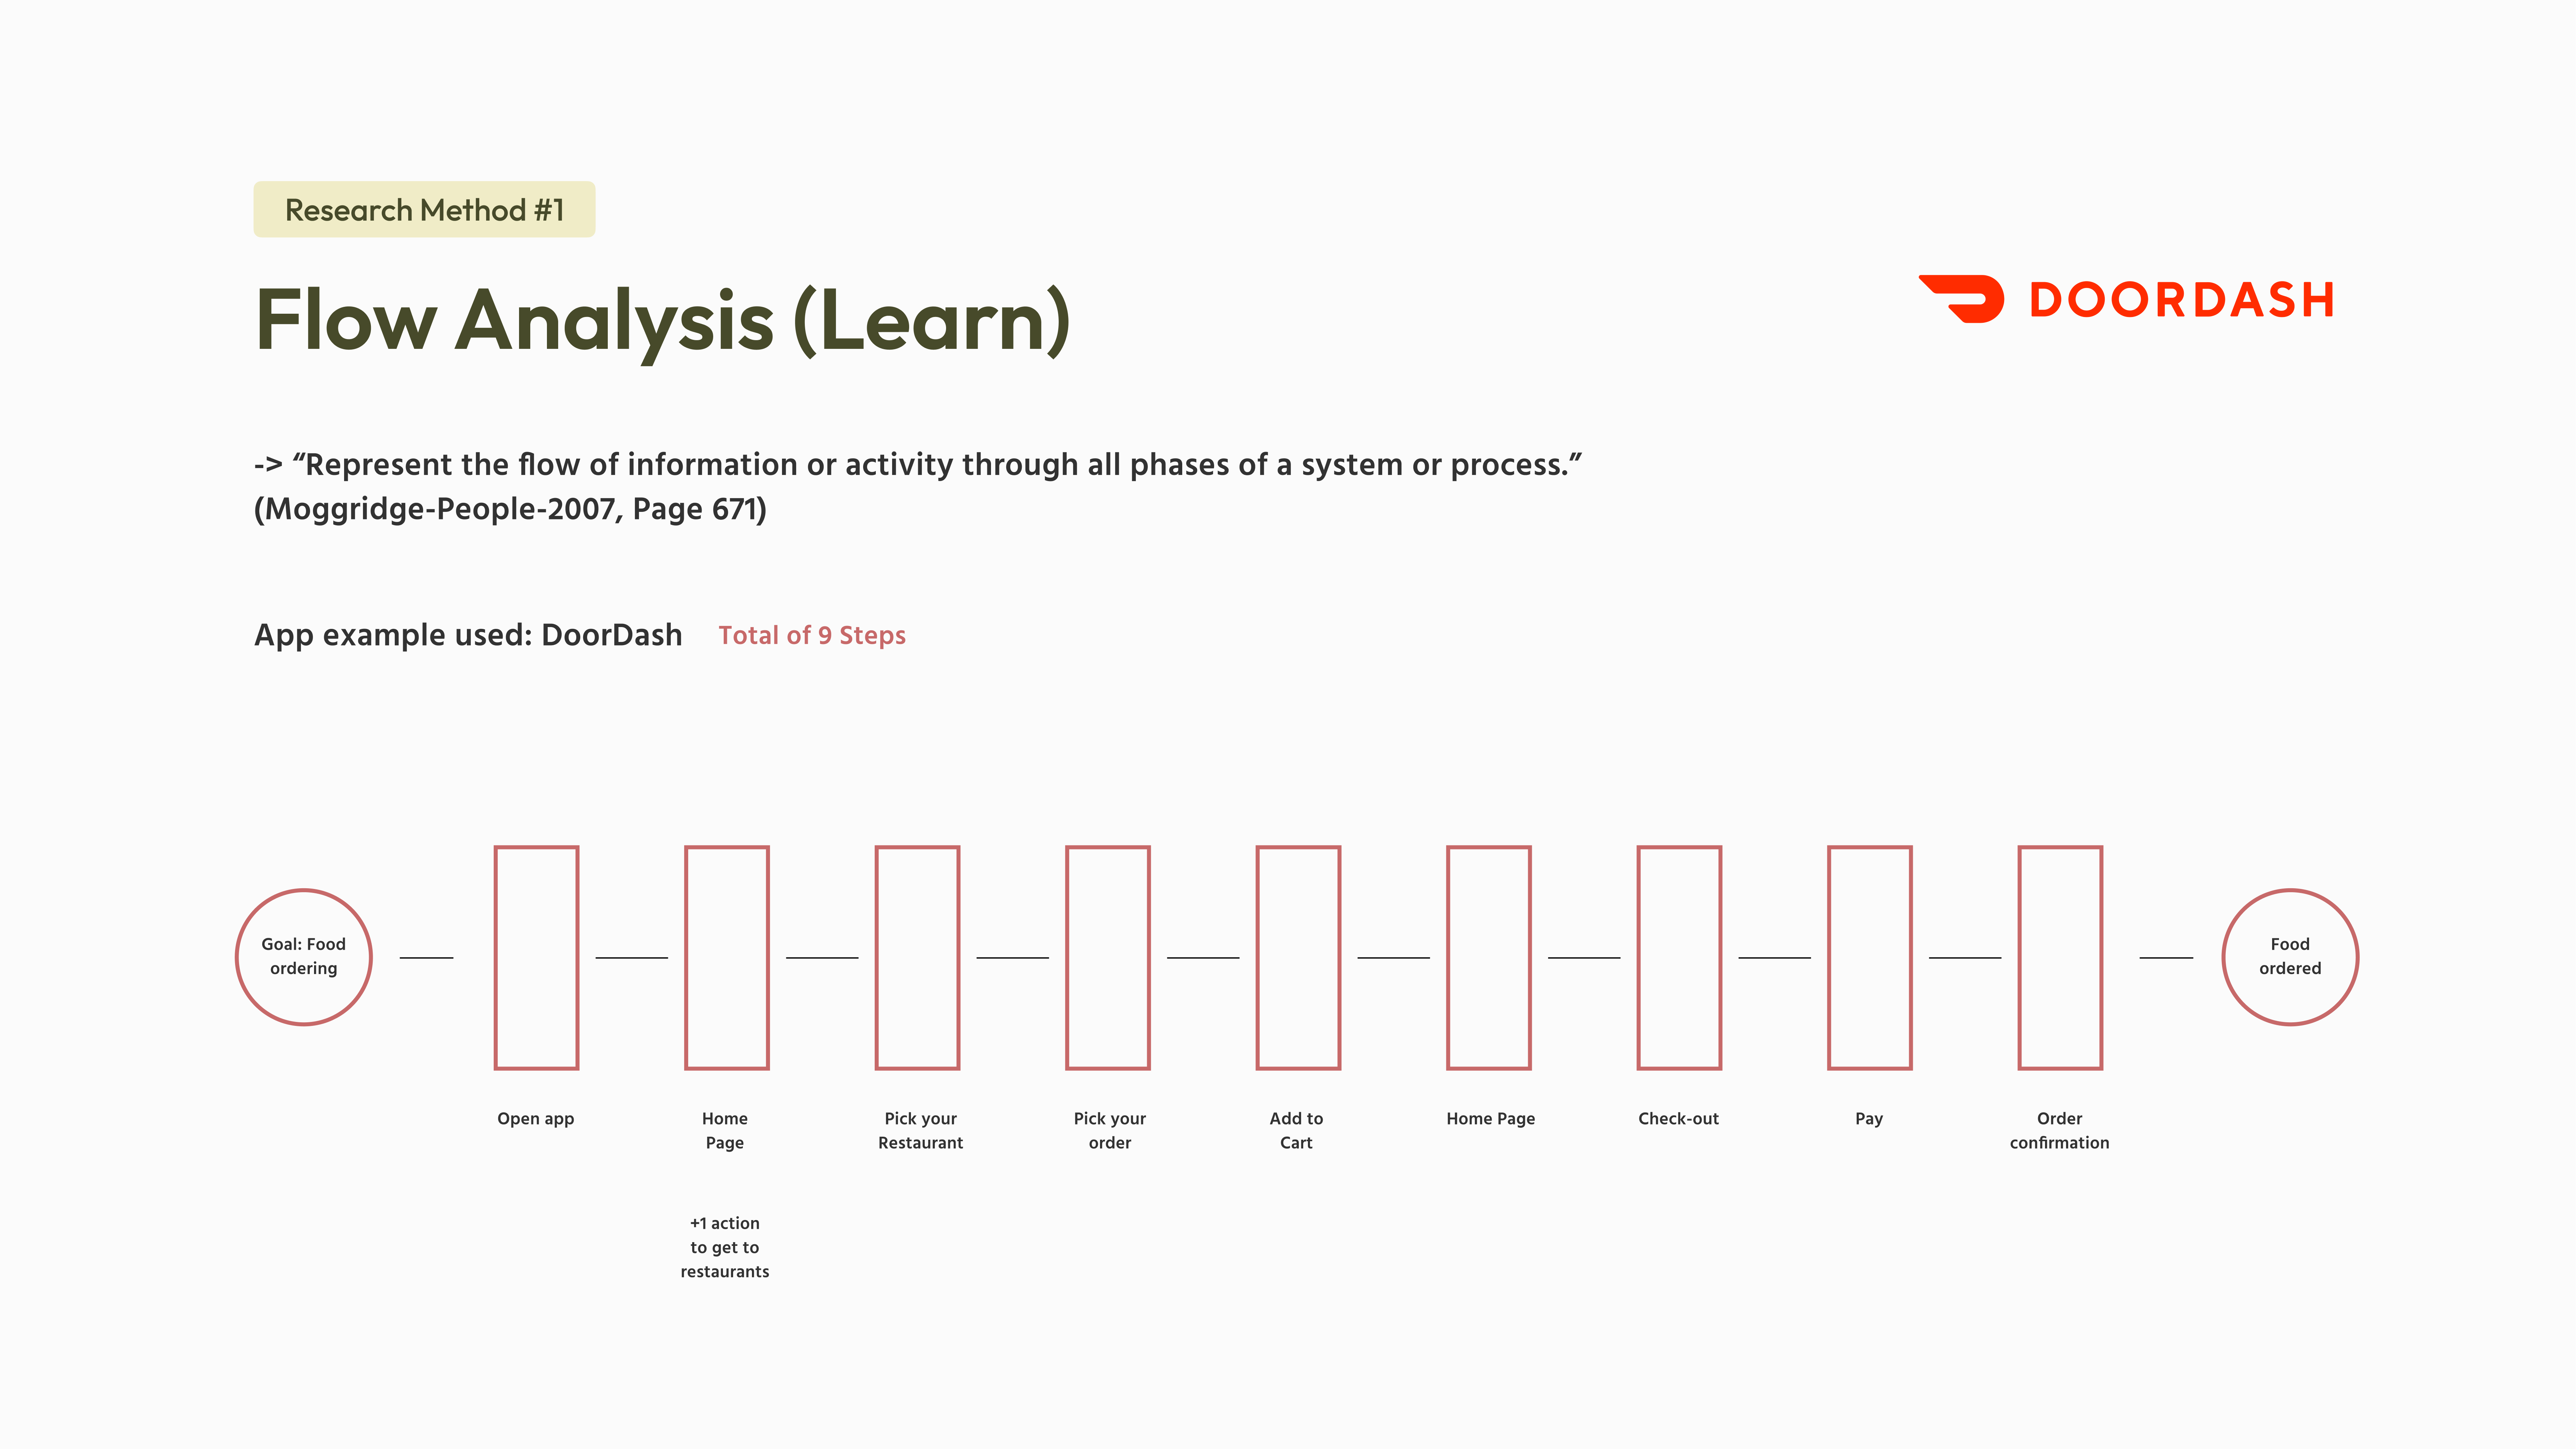 Research Method #1
Flow Analysis (Learn)
DOORDASH
-> “Represent the flow of information or activity through all phases of a system or process.”
(Moggridge-People-2007, Page 671)
App example used: DoorDash
Total of 9 Steps
Goal: Food
ordering
Food
ordered
Open app
Home
Page
Pick your
Restaurant
Pick your
order
Add to
Cart
Home Page
Check-out
Pay
Order
confirmation
+1 action
to get to
restaurants